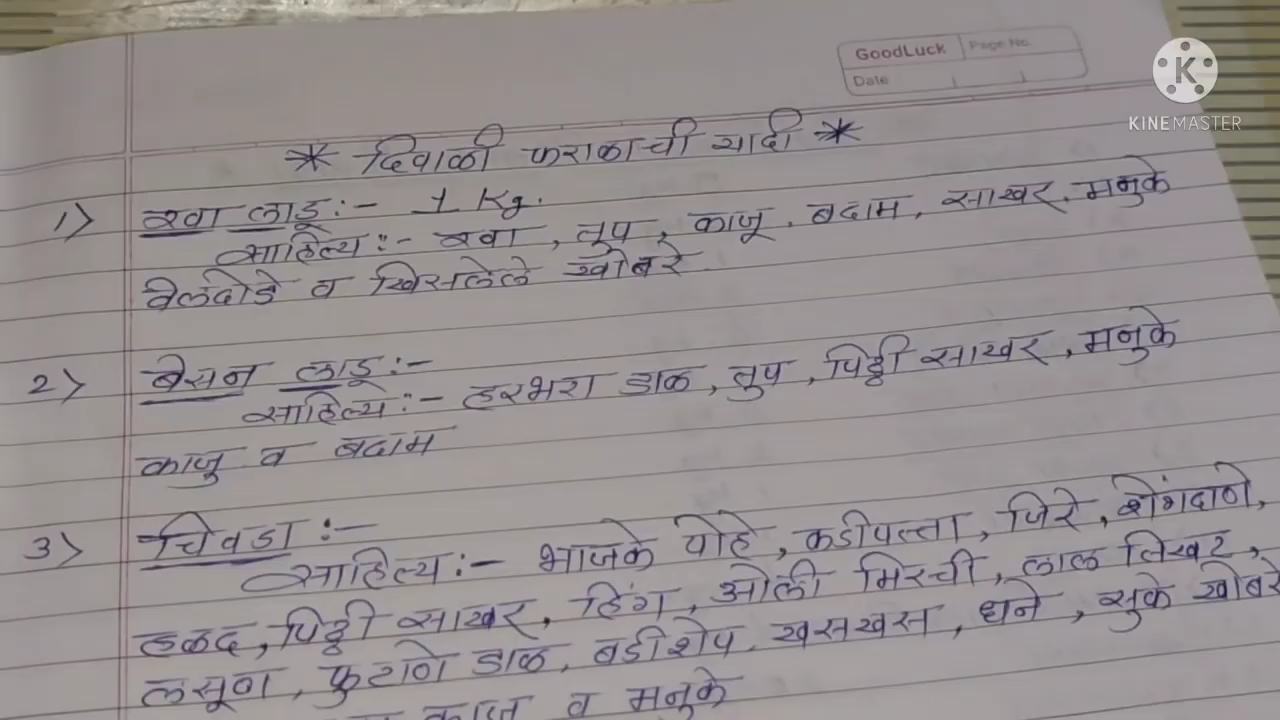 GoodLuck Page No.
Date
KINEMASTER
* दिवाळी फराळाची यादी *
1) रवा लाडू :- 1 Kg.
साहित्य :- रवा , तुप , काजू . बदाम , साखर , मनुके
वेलदोडे व खिसलेले खोबरे
2) बेसन लाडू :-
साहित्य :- हरभरा डाळ , तुप , पिठ्ठी साखर , मनुके
काजु व बदाम
3) चिवडा :-
साहित्य :- भाजके पोहे , कडीपत्ता , जिरे , शेंगदाणे ,
हळद , पिठ्ठी साखर , हिंग , ओली मिरची , लाल तिखट ,
लसूण , फुटाणे डाळ , बडीशेप . खसखस , धने , सुके खोबरे
काजू व मनुके